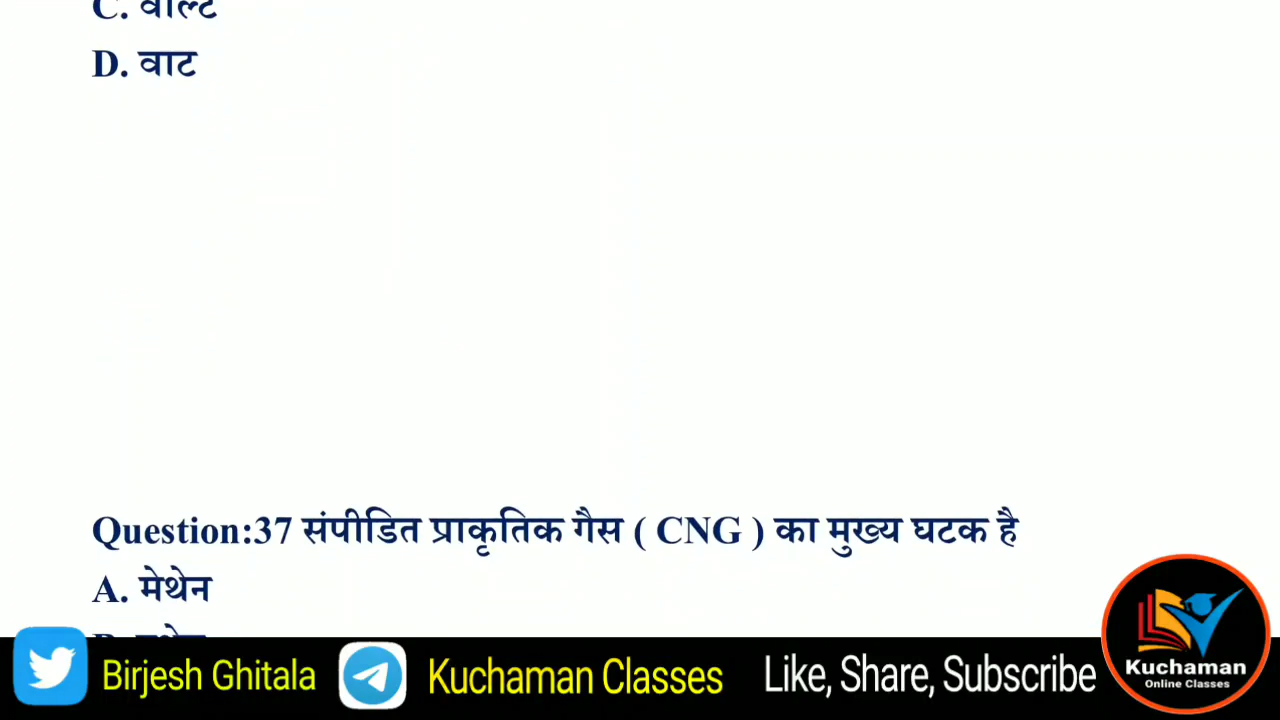 C. वोल्ट
D. वाट
Question:37 संपीडित प्राकृतिक गैस ( CNG ) का मुख्य घटक है
A. मेथेन
Birjesh Ghitala
Kuchaman Classes
Like, Share, Subscribe
Kuchaman
Online Classes